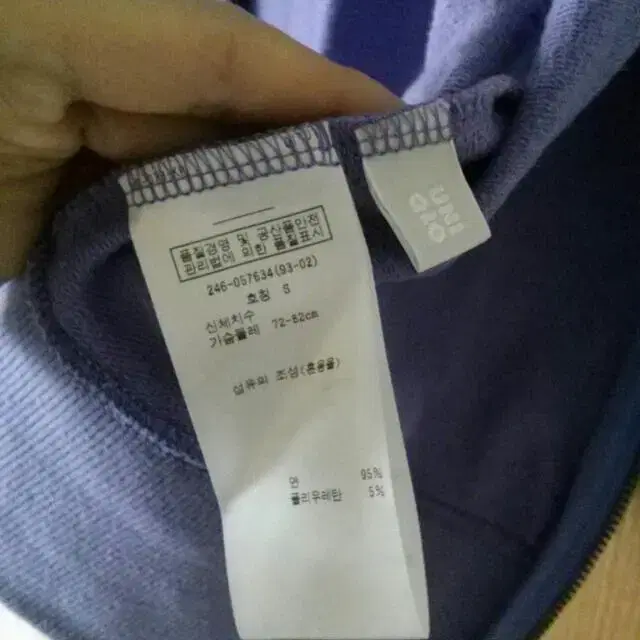 품질경영 및 공산품안전
관리법에 의한 품질표시
246-057634(93-02)
호칭 S
신체치수
가슴둘레 72-82cm
섬유의 조성(혼용율)
면 95%
폴리우레탄 5%
UNI
QLO